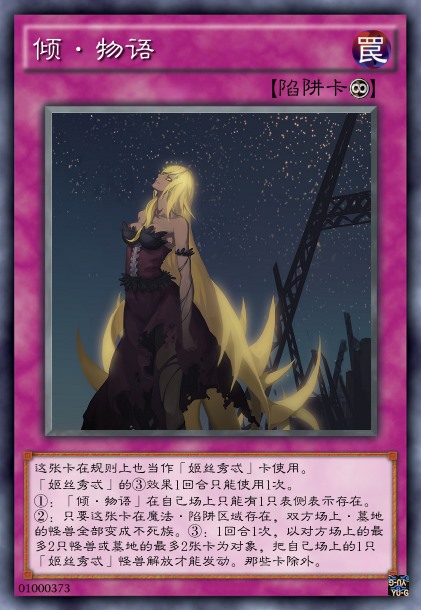 倾·物语
罠
【陷阱卡∞】
这张卡在规则上也当作「姬丝秀忒」卡使用。
「姬丝秀忒」的③效果1回合只能使用1次。
①：「倾·物语」在自己场上只能有1只表侧表示存在。
②：只要这张卡在魔法·陷阱区域存在，双方场上·墓地
的怪兽全部变成不死族。③：1回合1次，以对方场上的最
多2只怪兽或墓地的最多2张卡为对象，把自己场上的1只
「姬丝秀忒」怪兽解放才能发动。那些卡除外。
01000373